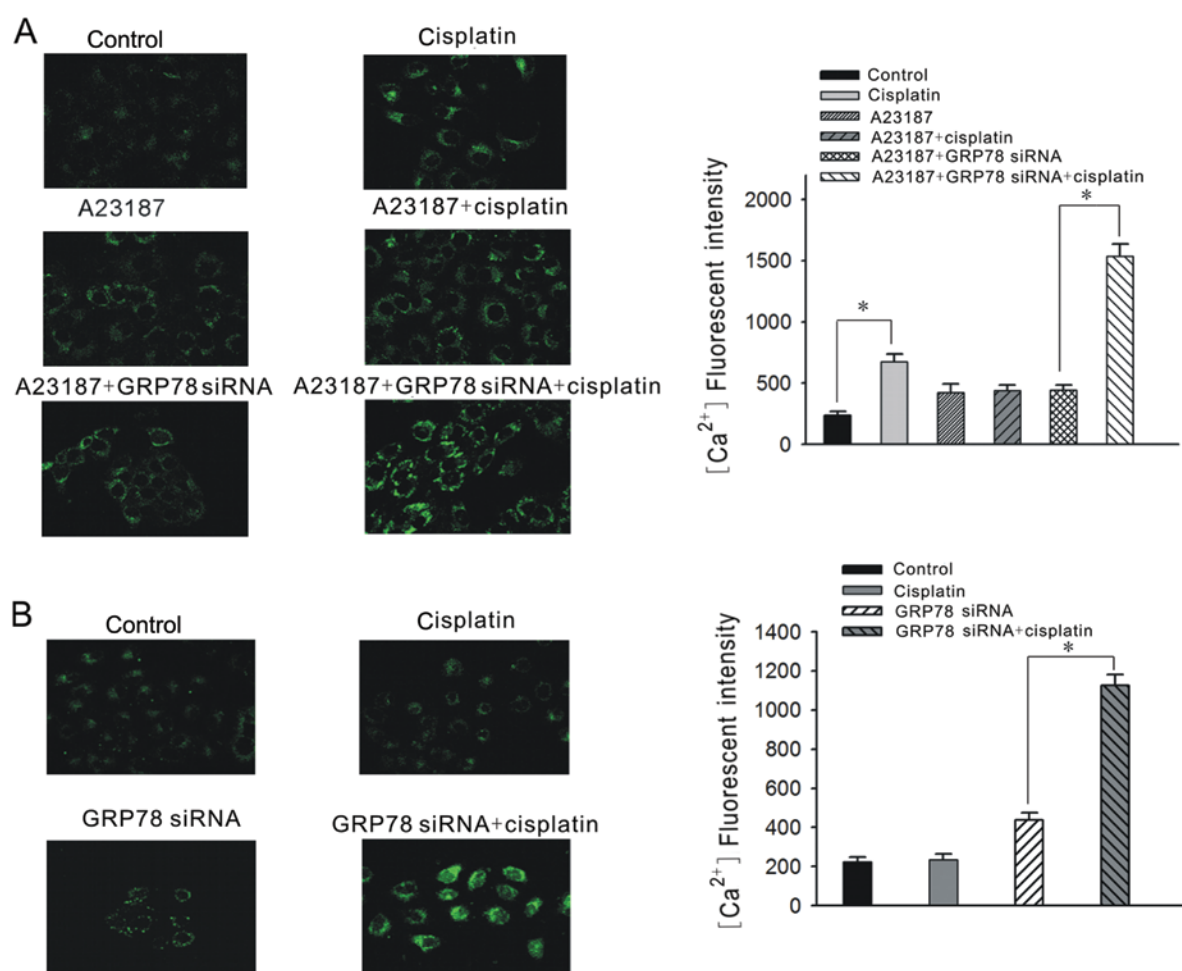 A
Control
Cisplatin
A23187
A23187+cisplatin
A23187+GRP78 siRNA
A23187+GRP78 siRNA+cisplatin
Control
Cisplatin
A23187
A23187+cisplatin
A23187+GRP78 siRNA
A23187+GRP78 siRNA+cisplatin
[Ca2+] Fluorescent intensity
2000
1500
1000
500
0
*
*
B
Control
Cisplatin
GRP78 siRNA
GRP78 siRNA+cisplatin
Control
Cisplatin
GRP78 siRNA
GRP78 siRNA+cisplatin
[Ca2+] Fluorescent intensity
1400
1200
1000
800
600
400
200
0
*